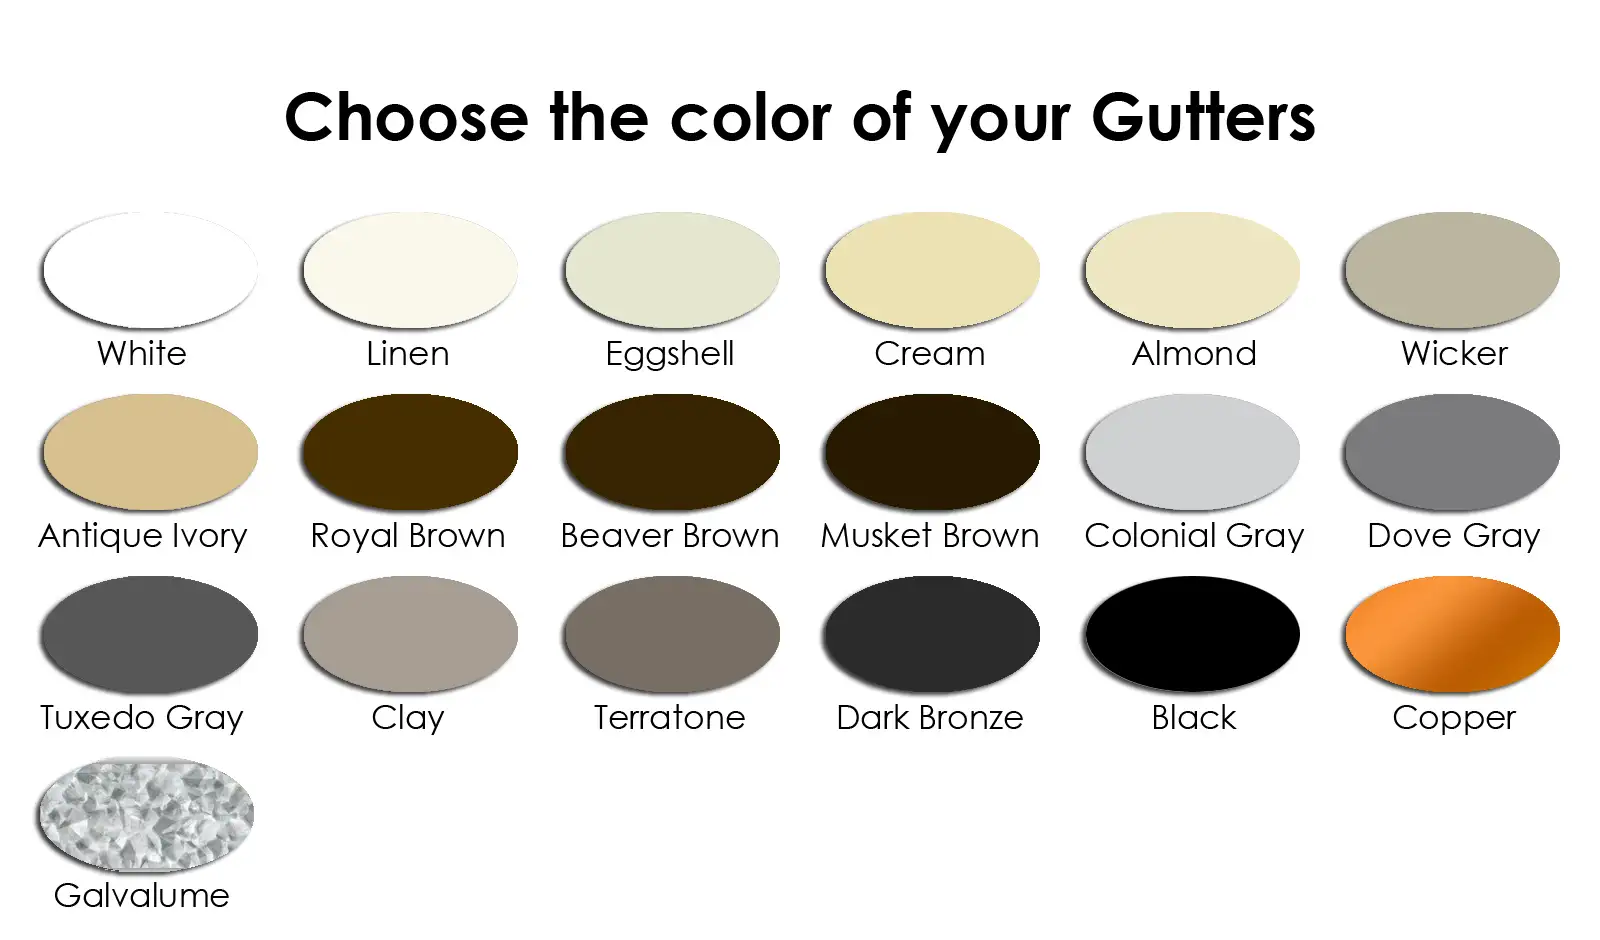 Choose the color of your Gutters
White
Linen
Eggshell
Cream
Almond
Wicker
Antique Ivory
Royal Brown
Beaver Brown
Musket Brown
Colonial Gray
Dove Gray
Tuxedo Gray
Clay
Terratone
Dark Bronze
Black
Copper
Galvalume